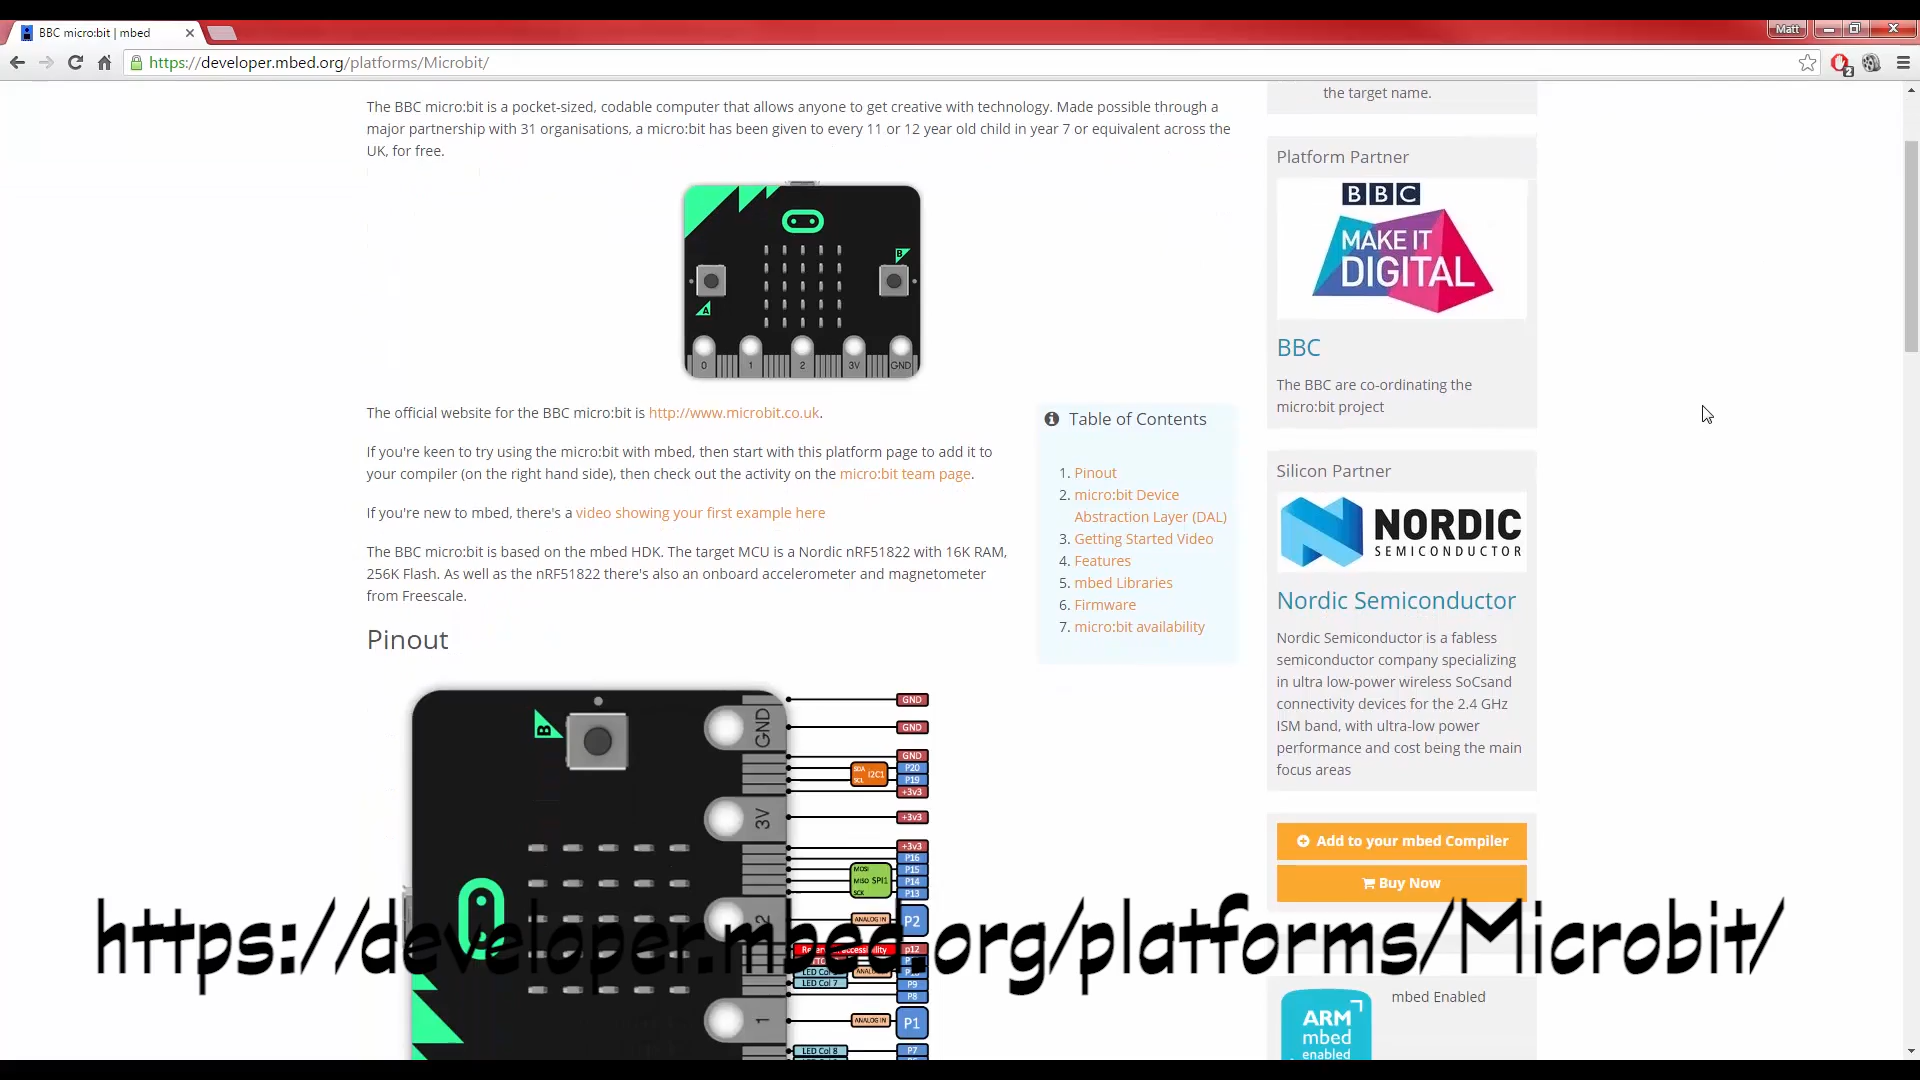 BBC micro:bit | mbed
Matt
https://developer.mbed.org/platforms/Microbit/
2
The BBC micro:bit is a pocket-sized, codable computer that allows anyone to get creative with technology. Made possible through a
major partnership with 31 organisations, a micro:bit has been given to every 11 or 12 year old child in year 7 or equivalent across the
UK, for free.
B
A
0 1 2 3V GND
The official website for the BBC micro:bit is http://www.microbit.co.uk.
If you're keen to try using the micro:bit with mbed, then start with this platform page to add it to
your compiler (on the right hand side), then check out the activity on the micro:bit team page.
If you're new to mbed, there's a video showing your first example here
The BBC micro:bit is based on the mbed HDK. The target MCU is a Nordic nRF51822 with 16K RAM,
256K Flash. As well as the nRF51822 there's also an onboard accelerometer and magnetometer
from Freescale.
Table of Contents
1. Pinout
2. micro:bit Device
Abstraction Layer (DAL)
3. Getting Started Video
4. Features
5. mbed Libraries
6. Firmware
7. micro:bit availability
Pinout
B
GND
3V
2
1
GND
GND
GND
SDA I2C1 P20
SCL P19
+3v3
+3v3
+3v3
P16
MOSI P15
MISO SPI1 P14
SCK P13
ANALOG IN P2
p12
LED Col 7 P9
P8
ANALOG IN P1
LED Col 8 P7
the target name.
Platform Partner
BBC
MAKE IT
DIGITAL
BBC
The BBC are co-ordinating the
micro:bit project
Silicon Partner
NORDIC
SEMICONDUCTOR
Nordic Semiconductor
Nordic Semiconductor is a fabless
semiconductor company specializing
in ultra low-power wireless SoCsand
connectivity devices for the 2.4 GHz
ISM band, with ultra-low power
performance and cost being the main
focus areas
Add to your mbed Compiler
Buy Now
ARM
mbed
enabled
mbed Enabled
https://developer.mbed.org/platforms/Microbit/